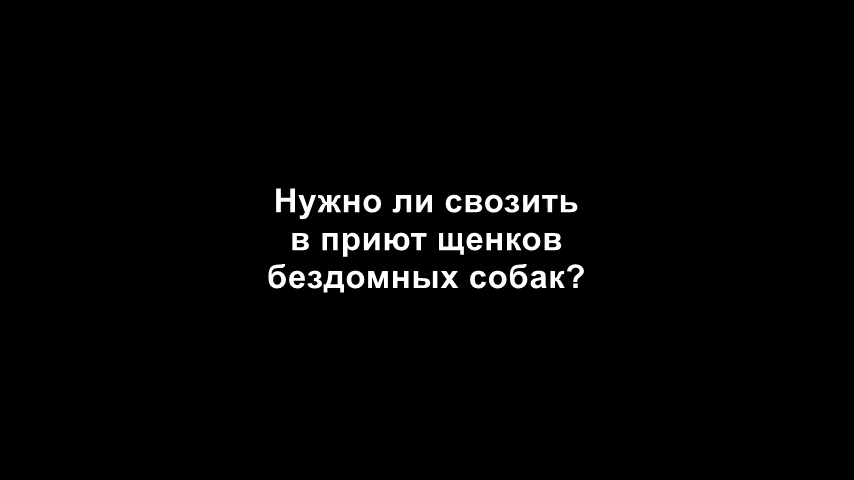 Нужно ли свозить
в приют щенков
бездомных собак?